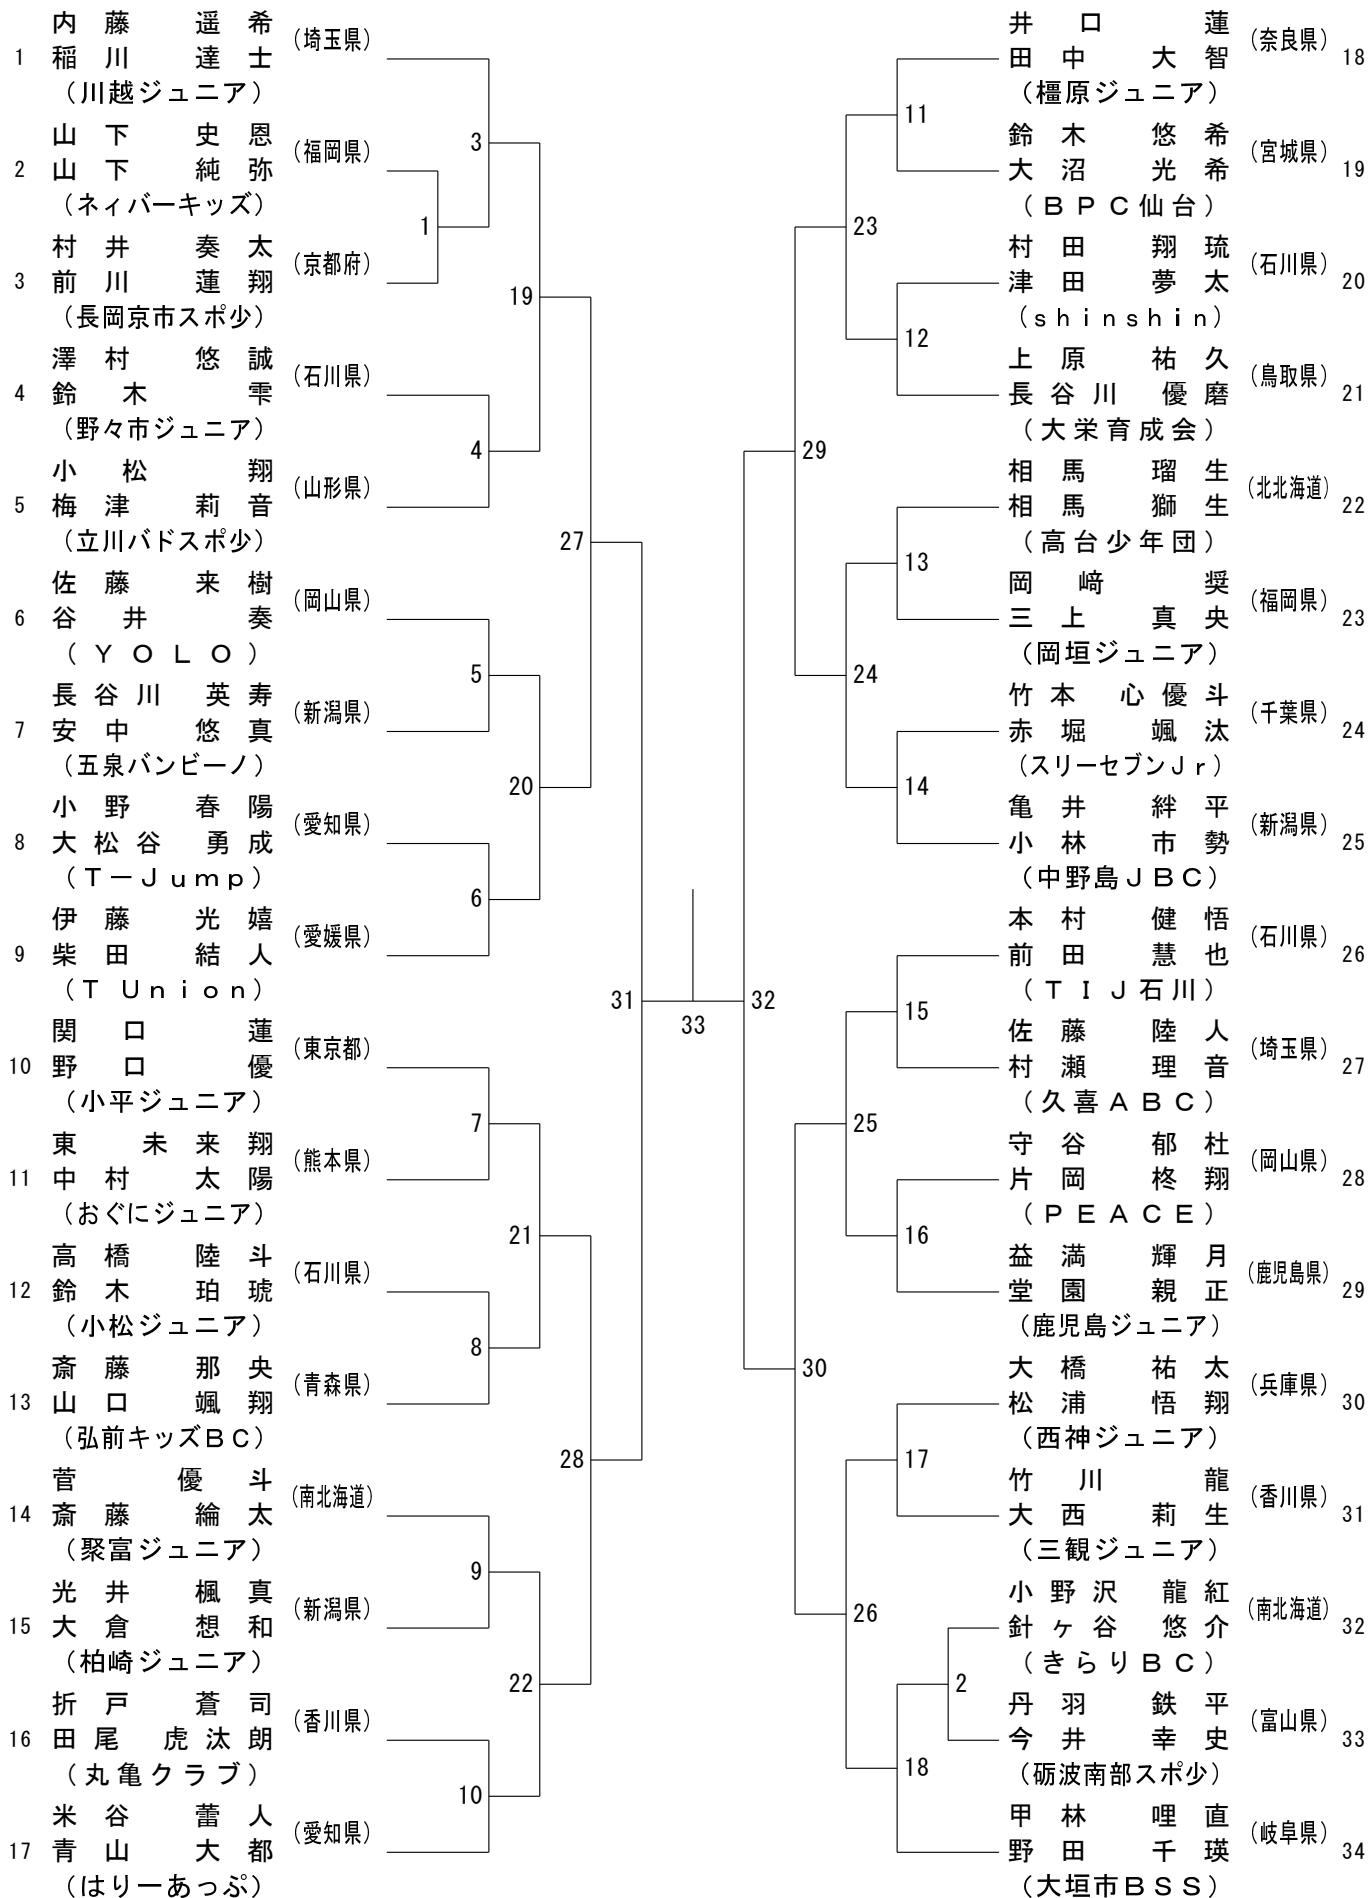 内藤 遥希
(埼玉県)
1 稲川 達士
(川越ジュニア)
山下 史恩
(福岡県)
2 山下 純弥
(ネィバーキッズ)
村井 奏太
(京都府)
3 前川 蓮翔
(長岡京市スポ少)
澤村 悠誠
(石川県)
4 鈴木 雫
(野々市ジュニア)
小松 翔
(山形県)
5 梅津 莉音
(立川バドスポ少)
佐藤 来樹
(岡山県)
6 谷井 奏
(YOLO)
長谷川 英寿
(新潟県)
7 安中 悠真
(五泉バンビーノ)
小野 春陽
(愛知県)
8 大松谷 勇成
(T-Jump)
伊藤 光嬉
(愛媛県)
9 柴田 結人
(T Union)
関口 蓮
(東京都)
10 野口 優
(小平ジュニア)
東 未来翔
(熊本県)
11 中村 太陽
(おぐにジュニア)
高橋 陸斗
(石川県)
12 鈴木 珀琥
(小松ジュニア)
斎藤 那央
(青森県)
13 山口 颯翔
(弘前キッズBC)
菅 優斗
(南北海道)
14 斎藤 綸太
(聚富ジュニア)
光井 楓真
(新潟県)
15 大倉 想和
(柏崎ジュニア)
折戸 蒼司
(香川県)
16 田尾 虎汰朗
(丸亀クラブ)
米谷 蕾人
(愛知県)
17 青山 大都
(はりーあっぷ)
1
3
4
5
6
7
8
9
10
19
20
21
22
27
28
31
33
32
29
30
23
24
25
26
11
12
13
14
15
16
17
2
18
井口 蓮
(奈良県)
田中 大智 18
(橿原ジュニア)
鈴木 悠希
(宮城県)
大沼 光希 19
(BPC仙台)
村田 翔琉
(石川県)
津田 夢太 20
(shinshin)
上原 祐久
(鳥取県)
長谷川 優磨 21
(大栄育成会)
相馬 瑠生
(北北海道)
相馬 獅生 22
(高台少年団)
岡﨑 奨
(福岡県)
三上 真央 23
(岡垣ジュニア)
竹本 心優斗
(千葉県)
赤堀 颯汰 24
(スリーセブンJr)
亀井 絆平
(新潟県)
小林 市勢 25
(中野島JBC)
本村 健悟
(石川県)
前田 慧也 26
(TIJ石川)
佐藤 陸人
(埼玉県)
村瀬 理音 27
(久喜ABC)
守谷 郁杜
(岡山県)
片岡 柊翔 28
(PEACE)
益満 輝月
(鹿児島県)
堂園 親正 29
(鹿児島ジュニア)
大橋 祐太
(兵庫県)
松浦 悟翔 30
(西神ジュニア)
竹川 龍
(香川県)
大西 莉生 31
(三観ジュニア)
小野沢 龍紅
(南北海道)
針ヶ谷 悠介 32
(きらりBC)
丹羽 鉄平
(富山県)
今井 幸史 33
(砺波南部スポ少)
甲林 哩直
(岐阜県)
野田 千瑛 34
(大垣市BSS)